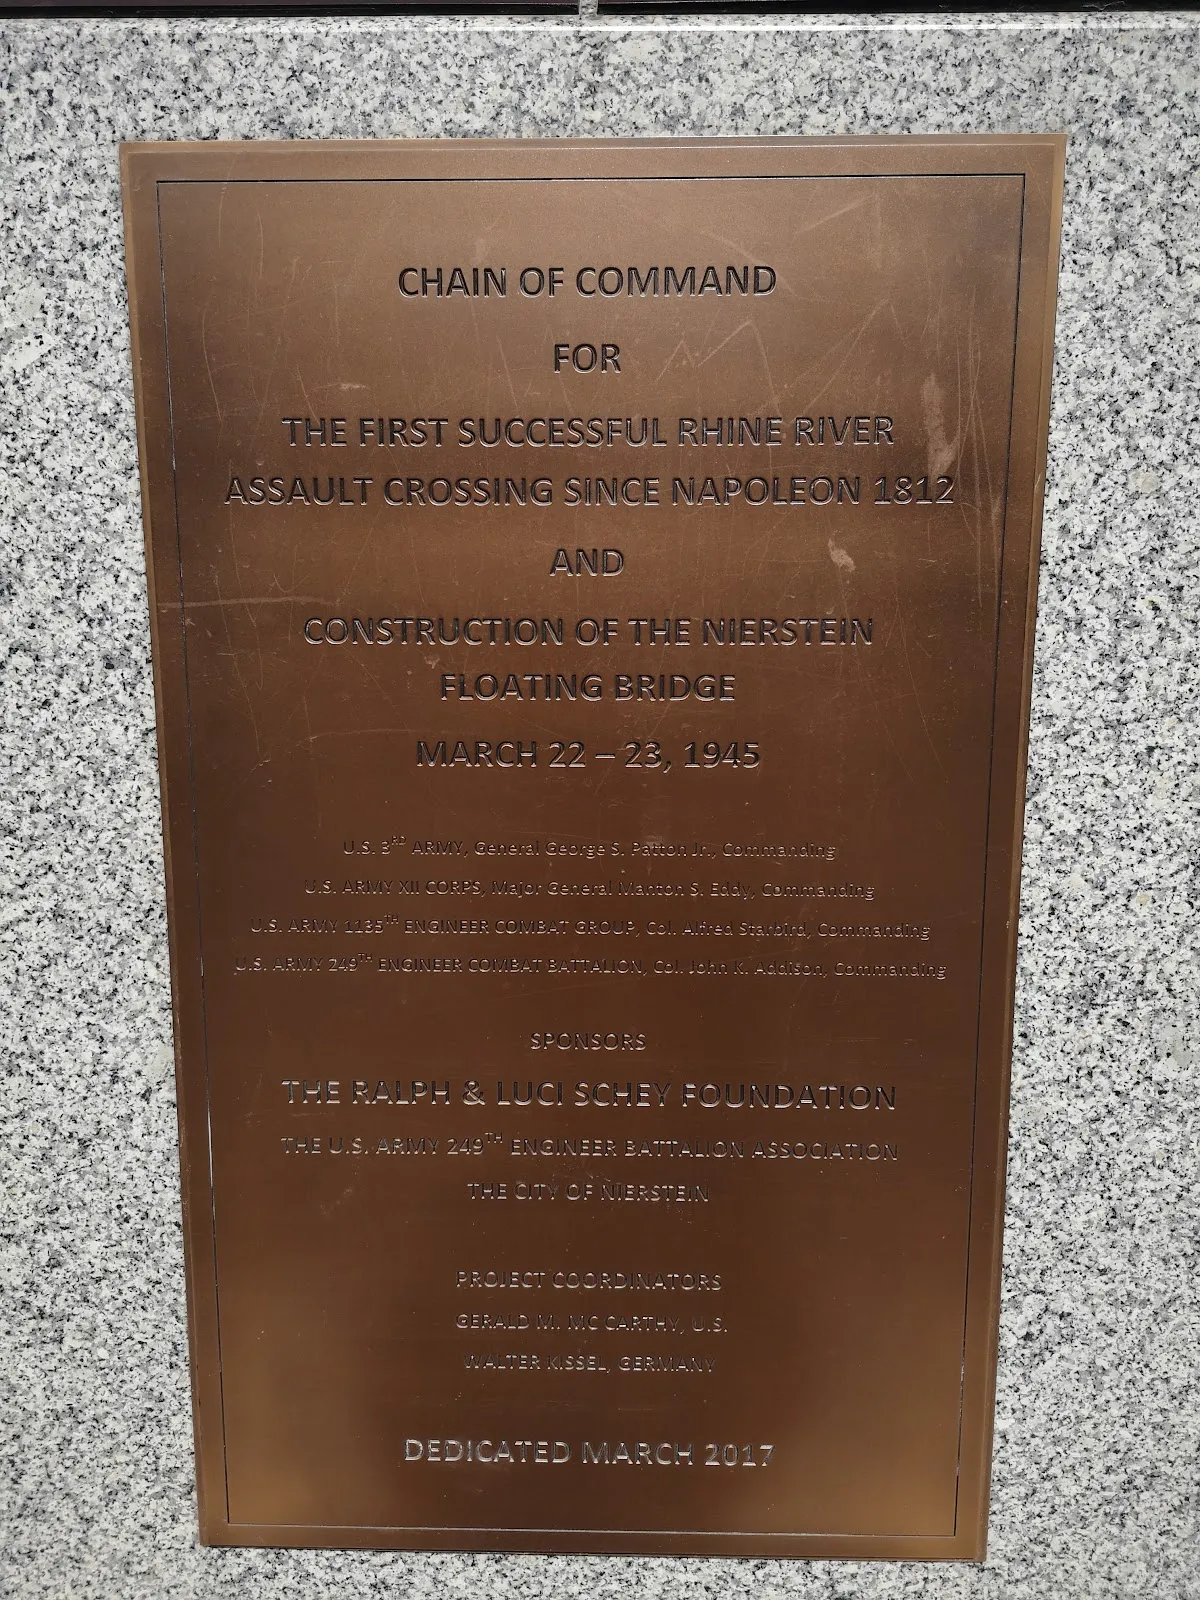 CHAIN OF COMMAND
FOR
THE FIRST SUCCESSFUL RHINE RIVER
ASSAULT CROSSING SINCE NAPOLEON 1812
AND
CONSTRUCTION OF THE NIERSTEIN
FLOATING BRIDGE
MARCH 22 – 23, 1945
U.S. 3RD ARMY, General George S. Patton Jr., Commanding
U.S. ARMY XII CORPS, Major General Manton S. Eddy, Commanding
U.S. ARMY 1135TH ENGINEER COMBAT GROUP, Col. Alfred Starbird, Commanding
U.S. ARMY 249TH ENGINEER COMBAT BATTALION, Col. John K. Addison, Commanding
SPONSORS
THE RALPH & LUCI SCHEY FOUNDATION
THE U.S. ARMY 249TH ENGINEER BATTALION ASSOCIATION
THE CITY OF NIERSTEIN
PROJECT COORDINATORS
GERALD M. MC CARTHY, U.S.
WALTER KISSEL, GERMANY
DEDICATED MARCH 2017